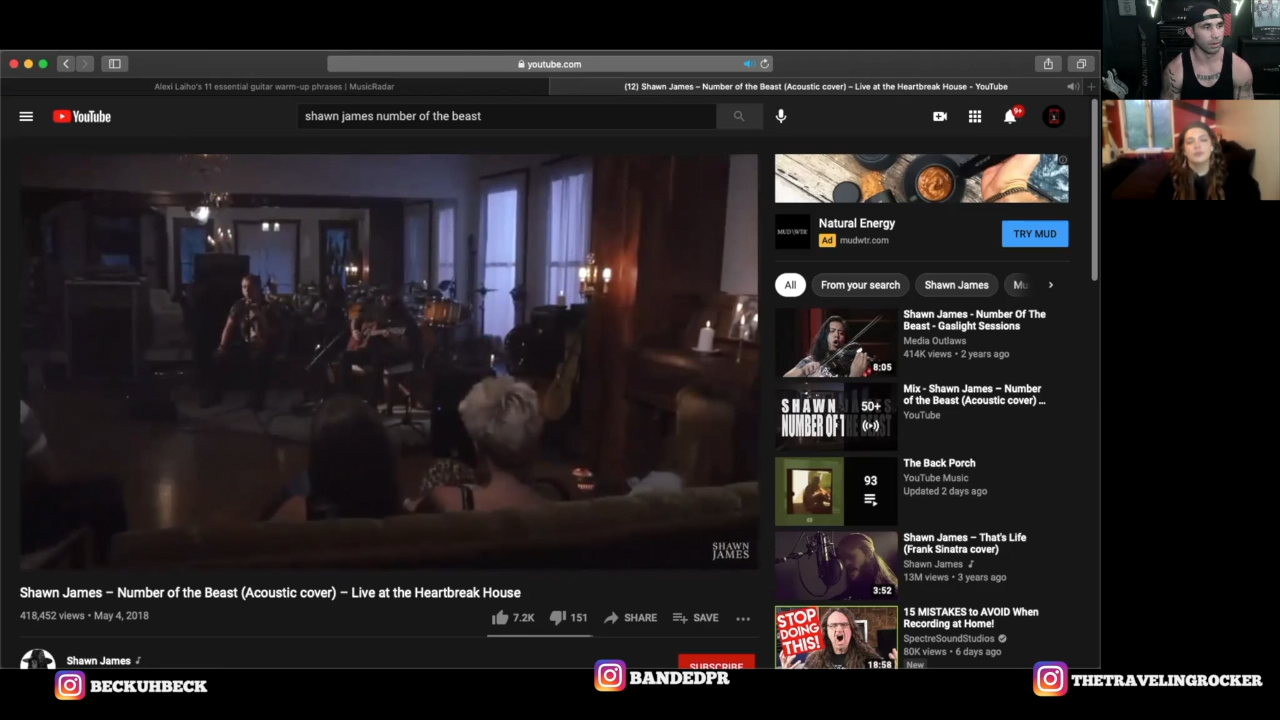 youtube.com
Alexi Laiho's 11 essential guitar warm-up phrases | MusicRadar
(12) Shawn James – Number of the Beast (Acoustic cover) – Live at the Heartbreak House - YouTube
YouTube
shawn james number of the beast
9+
MUD\WTR
Natural Energy
Ad mudwtr.com
TRY MUD
All
From your search
Shawn James
Mu
Shawn James - Number Of The
Beast - Gaslight Sessions
Media Outlaws
414K views • 2 years ago
8:05
Mix - Shawn James – Number
of the Beast (Acoustic cover) ...
YouTube
SHAWN
NUMBER OF T
50+
The Back Porch
YouTube Music
Updated 2 days ago
93
Shawn James – That's Life
(Frank Sinatra cover)
Shawn James
13M views • 3 years ago
3:52
15 MISTAKES to AVOID When
Recording at Home!
SpectreSoundStudios
80K views • 6 days ago
New
STOP
DOING
THIS!
18:58
SHAWN
JAMES
Shawn James – Number of the Beast (Acoustic cover) – Live at the Heartbreak House
418,452 views • May 4, 2018
7.2K
151
SHARE
SAVE
Shawn James
SUBSCRIBE
BECKUHBECK
BANDEDPR
THETRAVELINGROCKER